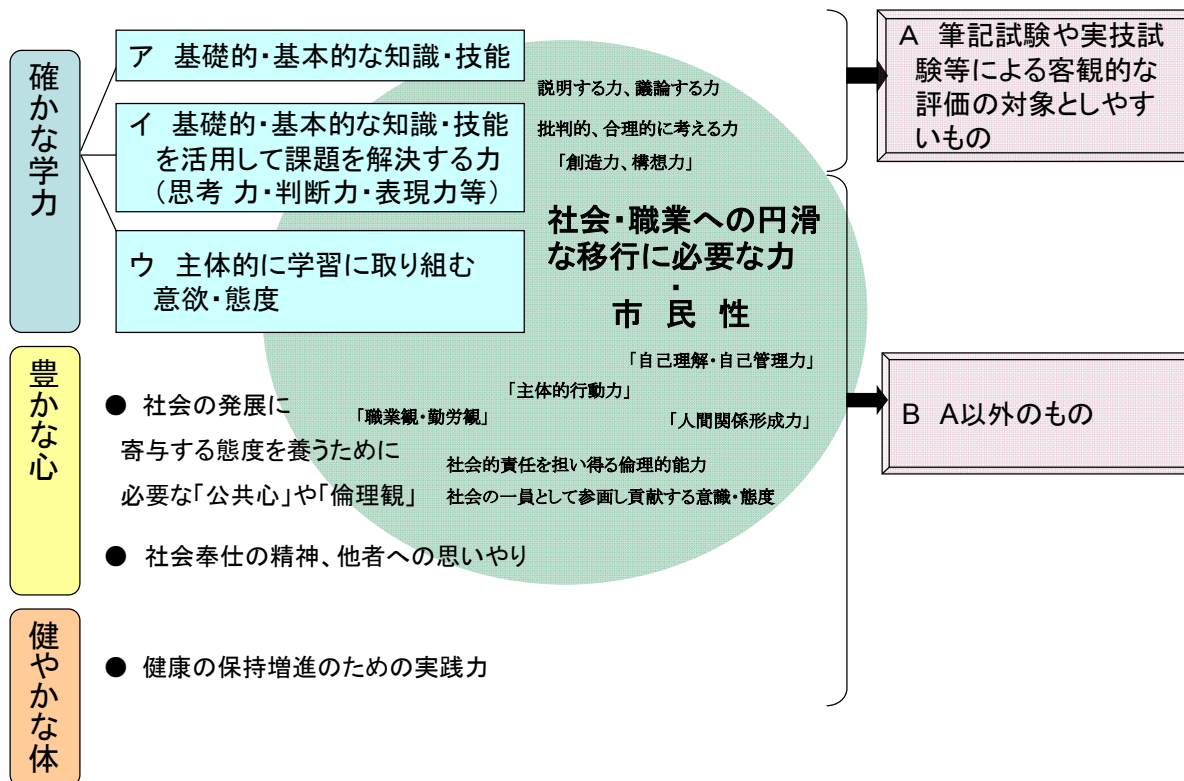 確かな学力
ア 基礎的・基本的な知識・技能
イ 基礎的・基本的な知識・技能
を活用して課題を解決する力
(思考 力・判断力・表現力等)
ウ 主体的に学習に取り組む
意欲・態度
説明する力、議論する力
批判的、合理的に考える力
「創造力、構想力」
社会・職業への円滑
な移行に必要な力
・
市 民 性
「自己理解・自己管理力」
「主体的行動力」
「職業観・勤労観」
「人間関係形成力」
社会的責任を担い得る倫理的能力
社会の一員として参画し貢献する意識・態度
豊かな心
● 社会の発展に
寄与する態度を養うために
必要な「公共心」や「倫理観」
● 社会奉仕の精神、他者への思いやり
健やかな体
● 健康の保持増進のための実践力
A 筆記試験や実技試
験等による客観的な
評価の対象としやす
いもの
B A以外のもの